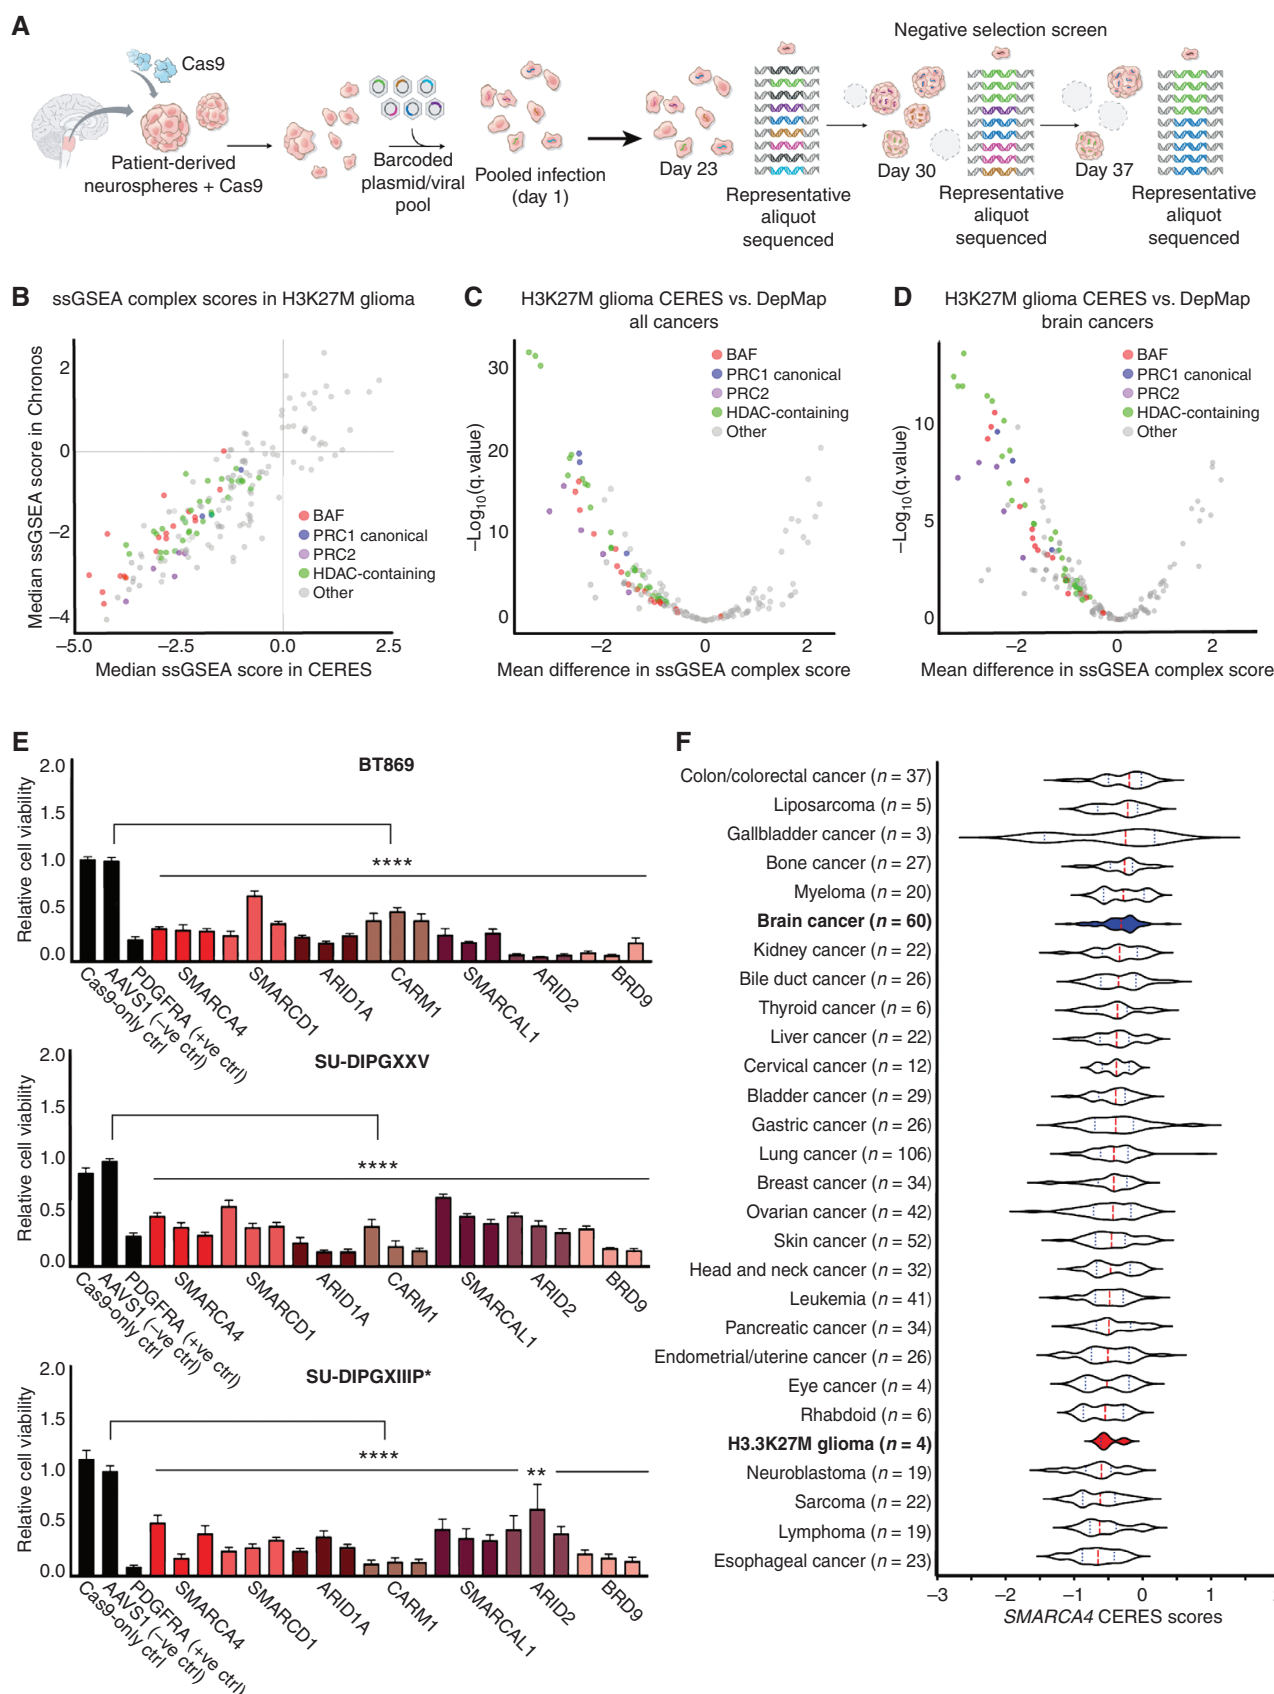 A
Negative selection screen
Cas9
Patient-derived
neurospheres + Cas9
Barcoded
plasmid/viral
pool
Pooled infection
(day 1)
Day 23
Representative
aliquot
sequenced
Day 30
Representative
aliquot
sequenced
Day 37
Representative
aliquot
sequenced
B
ssGSEA complex scores in H3K27M glioma
Median ssGSEA score in Chronos
2
0
−2
−4
−5.0
−2.5
0.0
2.5
Median ssGSEA score in CERES
BAF
PRC1 canonical
PRC2
HDAC-containing
Other
C
H3K27M glioma CERES vs. DepMap
all cancers
−Log10(q.value)
30
20
10
0
−2
0
2
Mean difference in ssGSEA complex score
BAF
PRC1 canonical
PRC2
HDAC-containing
Other
D
H3K27M glioma CERES vs. DepMap
brain cancers
−Log10(q.value)
10
5
0
−2
0
2
Mean difference in ssGSEA complex score
BAF
PRC1 canonical
PRC2
HDAC-containing
Other
E
BT869
Relative cell viability
2.0
1.5
1.0
0.5
0.0
****
Cas9-only ctrl
AAVS1 (−ve ctrl)
PDGFRA (+ve ctrl)
SMARCA4
SMARCD1
ARID1A
CARM1
SMARCAL1
ARID2
BRD9
SU-DIPGXXV
Relative cell viability
2.0
1.5
1.0
0.5
0.0
****
Cas9-only ctrl
AAVS1 (−ve ctrl)
PDGFRA (+ve ctrl)
SMARCA4
SMARCD1
ARID1A
CARM1
SMARCAL1
ARID2
BRD9
SU-DIPGXIIIP*
Relative cell viability
2.0
1.5
1.0
0.5
0.0
****
**
Cas9-only ctrl
AAVS1 (−ve ctrl)
PDGFRA (+ve ctrl)
SMARCA4
SMARCD1
ARID1A
CARM1
SMARCAL1
ARID2
BRD9
F
Colon/colorectal cancer (n = 37)
Liposarcoma (n = 5)
Gallbladder cancer (n = 3)
Bone cancer (n = 27)
Myeloma (n = 20)
Brain cancer (n = 60)
Kidney cancer (n = 22)
Bile duct cancer (n = 26)
Thyroid cancer (n = 6)
Liver cancer (n = 22)
Cervical cancer (n = 12)
Bladder cancer (n = 29)
Gastric cancer (n = 26)
Lung cancer (n = 106)
Breast cancer (n = 34)
Ovarian cancer (n = 42)
Skin cancer (n = 52)
Head and neck cancer (n = 32)
Leukemia (n = 41)
Pancreatic cancer (n = 34)
Endometrial/uterine cancer (n = 26)
Eye cancer (n = 4)
Rhabdoid (n = 6)
H3.3K27M glioma (n = 4)
Neuroblastoma (n = 19)
Sarcoma (n = 22)
Lymphoma (n = 19)
Esophageal cancer (n = 23)
−3
−2
−1
0
1
SMARCA4 CERES scores